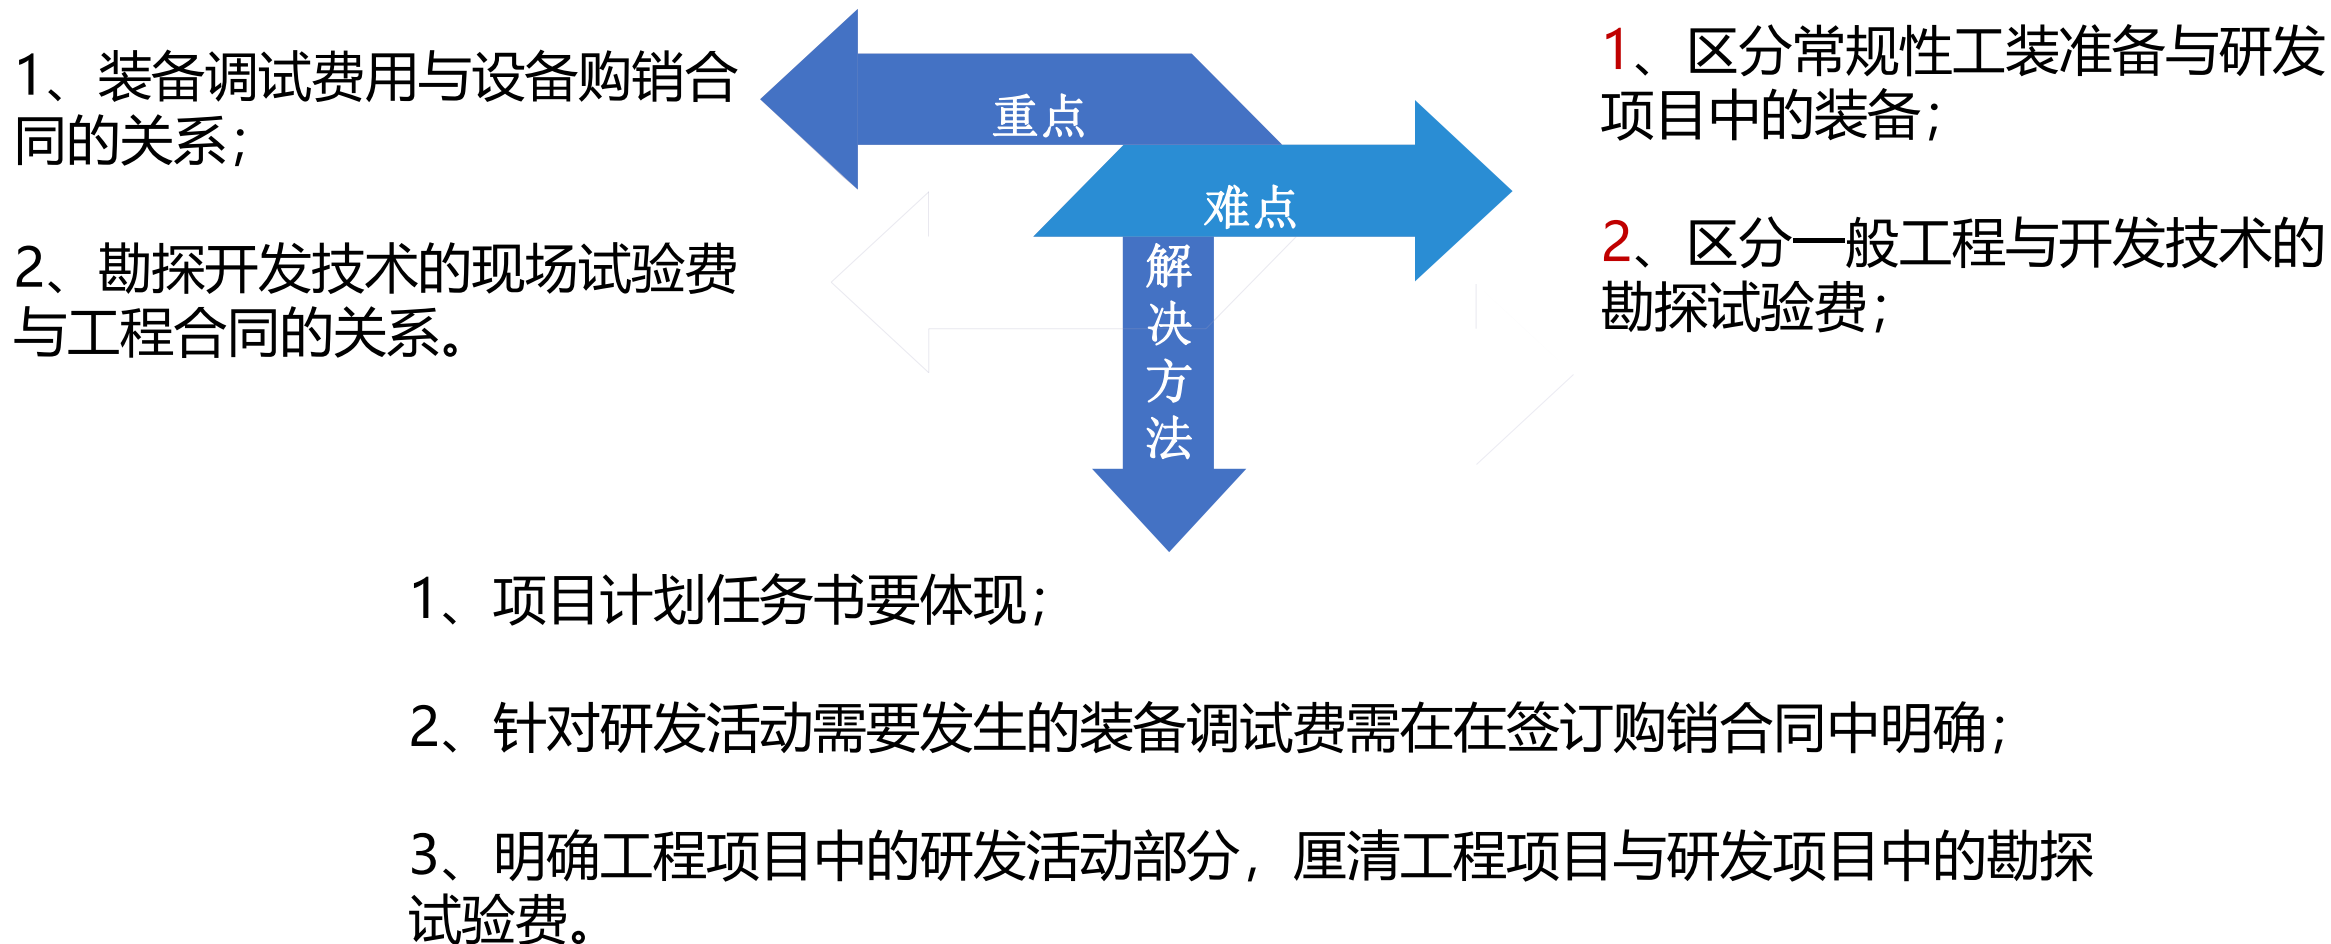 1、装备调试费用与设备购销合
同的关系；
2、勘探开发技术的现场试验费
与工程合同的关系。
重点
难点
解
决
方
法
1、区分常规性工装准备与研发
项目中的装备；
2、区分一般工程与开发技术的
勘探试验费；
1、项目计划任务书要体现；
2、针对研发活动需要发生的装备调试费需在在签订购销合同中明确；
3、明确工程项目中的研发活动部分，厘清工程项目与研发项目中的勘探
试验费。